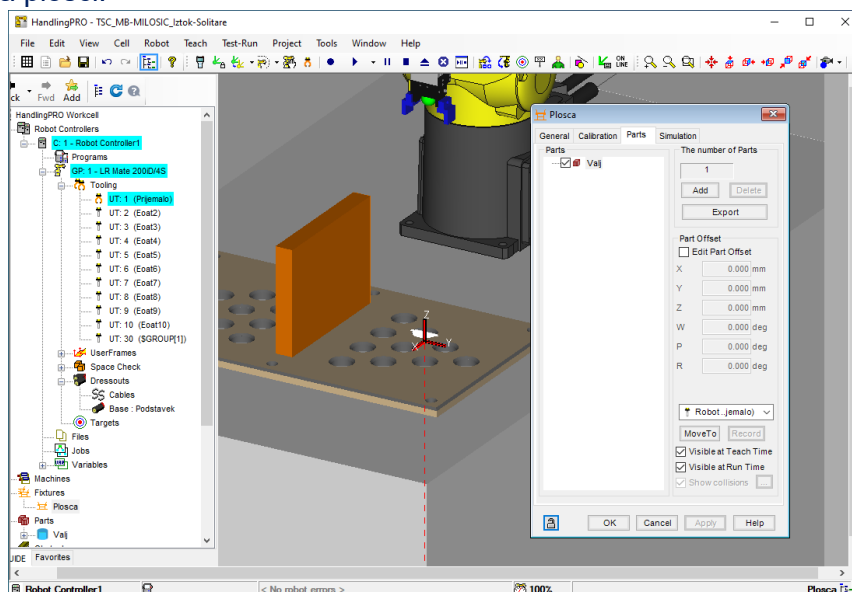 HandlingPRO - TSC_MB-MILOSIC_Iztok-Solitare
File Edit View Cell Robot Teach Test-Run Project Tools Window Help
ON LINE
Fwd Add
HandlingPRO Workcell
Robot Controllers
C: 1 - Robot Controller1
Programs
GP: 1 - LR Mate 200iD/4S
Tooling
UT: 1 (Prijemalo)
UT: 2 (Eoat2)
UT: 3 (Eoat3)
UT: 4 (Eoat4)
UT: 5 (Eoat5)
UT: 6 (Eoat6)
UT: 7 (Eoat7)
UT: 8 (Eoat8)
UT: 9 (Eoat9)
UT: 10 (Eoat10)
UT: 30 ($GROUP[1])
UserFrames
Space Check
Dressouts
Cables
Base : Podstavek
Targets
Files
Jobs
Variables
Machines
Fixtures
Plosca
Parts
Valj
Favorites
Z
X Y
Plosca
General Calibration Parts Simulation
Parts
Valj
The number of Parts
1
Add Delete
Export
Part Offset
Edit Part Offset
X 0.000 mm
Y 0.000 mm
Z 0.000 mm
W 0.000 deg
P 0.000 deg
R 0.000 deg
Robot..jemalo)
MoveTo Record
Visible at Teach Time
Visible at Run Time
Show collisions ...
OK Cancel Apply Help
Robot Controller1 < No robot errors > 100% Plosca